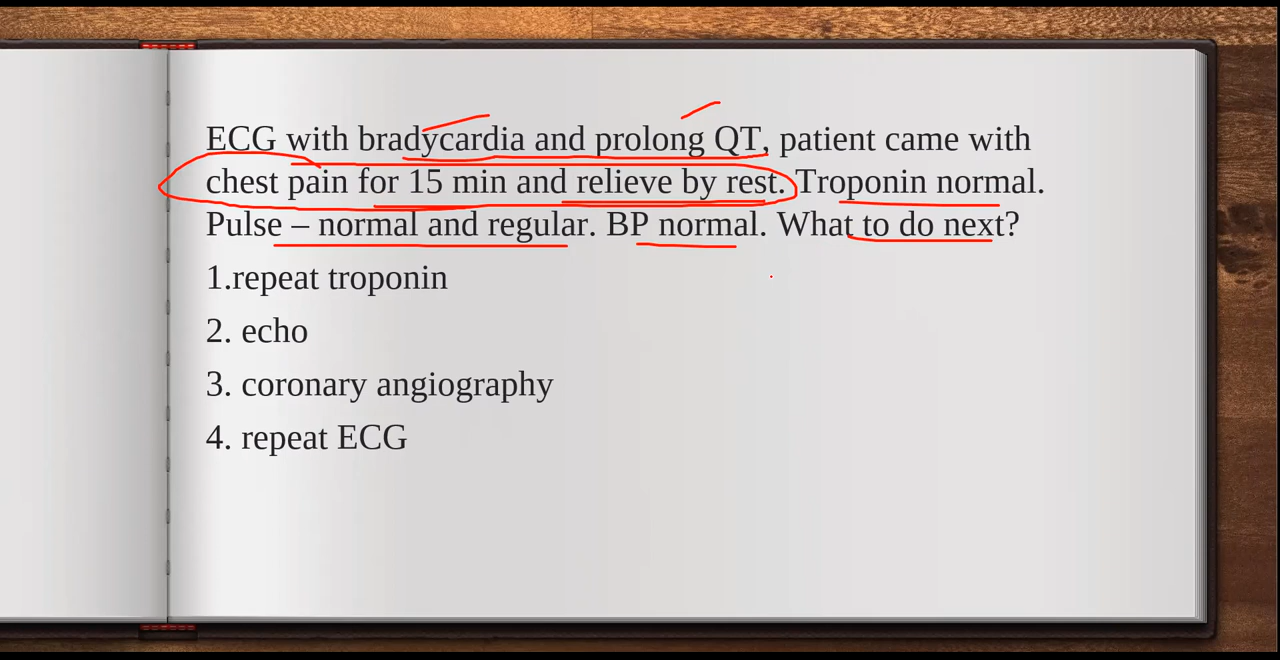 ECG with bradycardia and prolong QT, patient came with
chest pain for 15 min and relieve by rest. Troponin normal.
Pulse – normal and regular. BP normal. What to do next?
1.repeat troponin
2. echo
3. coronary angiography
4. repeat ECG